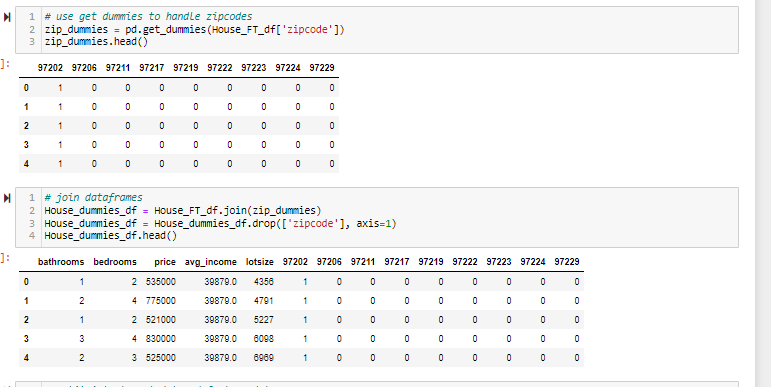 1 # use get dummies to handle zipcodes
2 zip_dummies = pd.get_dummies(House_FT_df['zipcode'])
3 zip_dummies.head()
]:
97202 97206 97211 97217 97219 97222 97223 97224 97229
0 1 0 0 0 0 0 0 0 0
1 1 0 0 0 0 0 0 0 0
2 1 0 0 0 0 0 0 0 0
3 1 0 0 0 0 0 0 0 0
4 1 0 0 0 0 0 0 0 0
1 # join dataframes
2 House_dummies_df = House_FT_df.join(zip_dummies)
3 House_dummies_df = House_dummies_df.drop(['zipcode'], axis=1)
4 House_dummies_df.head()
]:
bathrooms bedrooms price avg_income lotsize 97202 97206 97211 97217 97219 97222 97223 97224 97229
0 1 2 535000 39879.0 4356 1 0 0 0 0 0 0 0 0
1 2 4 775000 39879.0 4791 1 0 0 0 0 0 0 0 0
2 1 2 521000 39879.0 5227 1 0 0 0 0 0 0 0 0
3 3 4 830000 39879.0 6098 1 0 0 0 0 0 0 0 0
4 2 3 525000 39879.0 6969 1 0 0 0 0 0 0 0 0